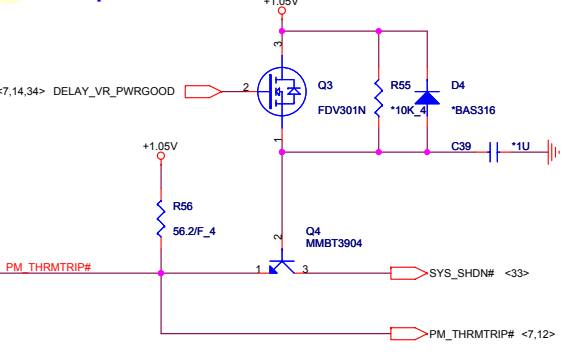 +1.05V
3
<7,14,34> DELAY_VR_PWRGOOD
2
Q3
FDV301N
R55
*10K_4
D4
*BAS316
1
C39
*1U
+1.05V
R56
56.2/F_4
2
Q4
MMBT3904
PM_THRMTRIP#
1
3
SYS_SHDN# <33>
PM_THRMTRIP# <7,12>